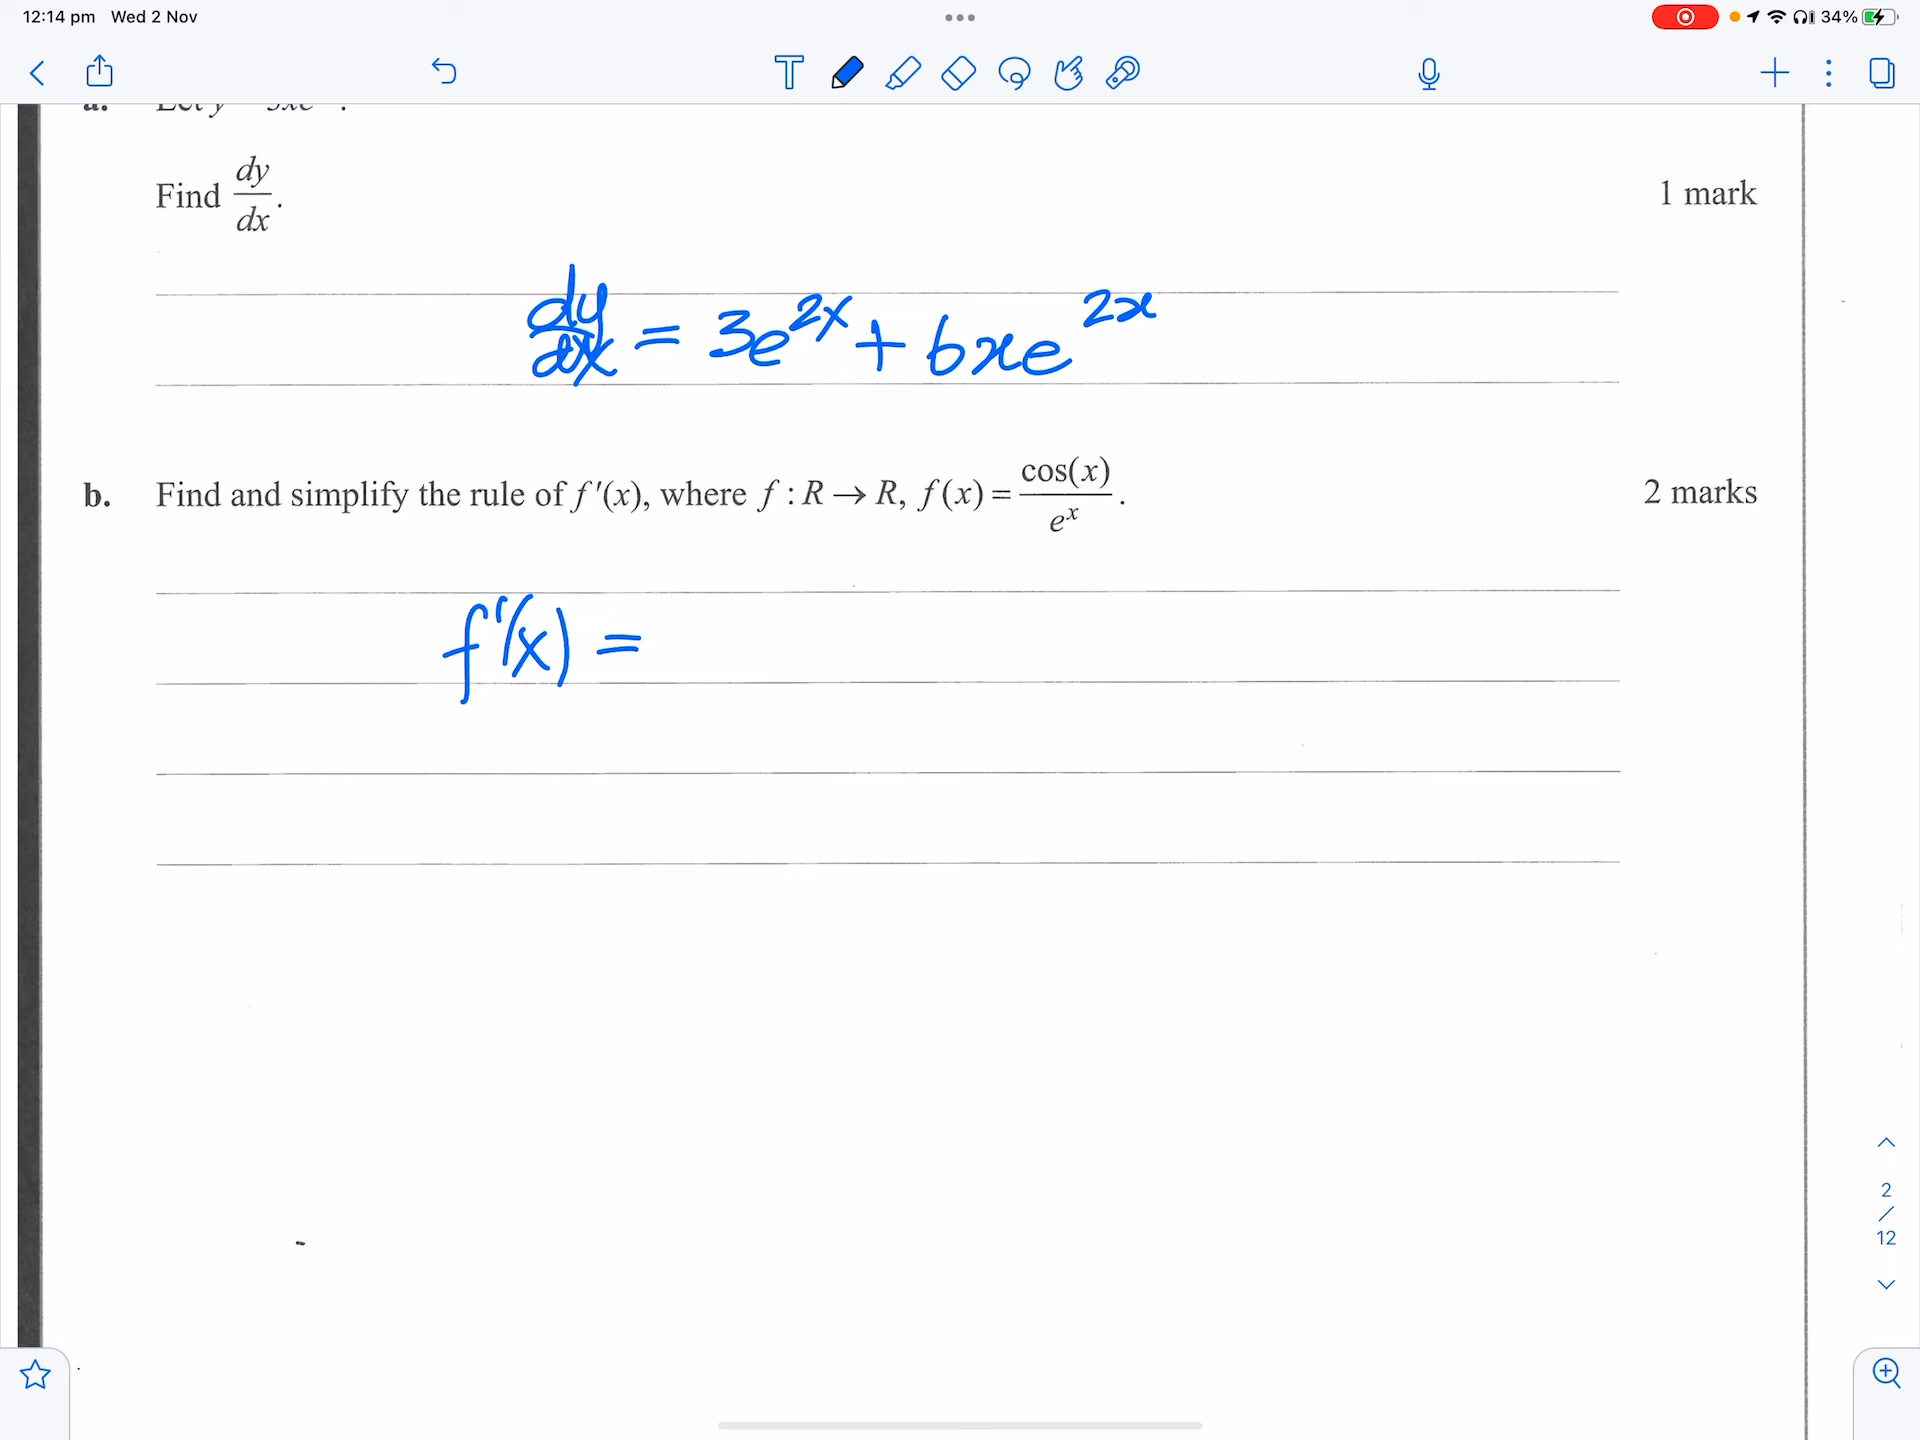 12:14 pm Wed 2 Nov
34%
T
a. Let y
Find dy/dx.
1 mark
dy/dx = 3e^{2x} + 6xe^{2x}
b. Find and simplify the rule of f′(x), where f : R → R, f(x) = cos(x)/e^x.
2 marks
f'(x) =
2
/
12